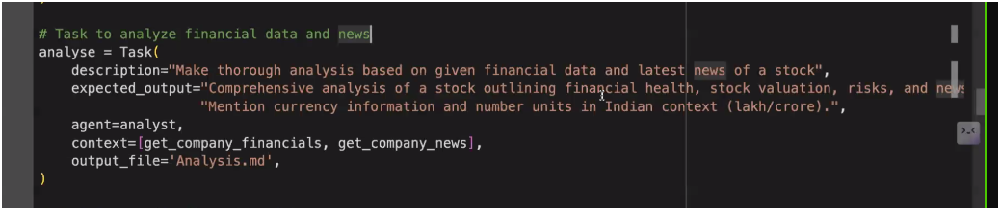 # Task to analyze financial data and news
analyse = Task(
description="Make thorough analysis based on given financial data and latest news of a stock",
expected_output="Comprehensive analysis of a stock outlining financial health, stock valuation, risks, and news
"Mention currency information and number units in Indian context (lakh/crore).",
agent=analyst,
context=[get_company_financials, get_company_news],
output_file='Analysis.md',
)